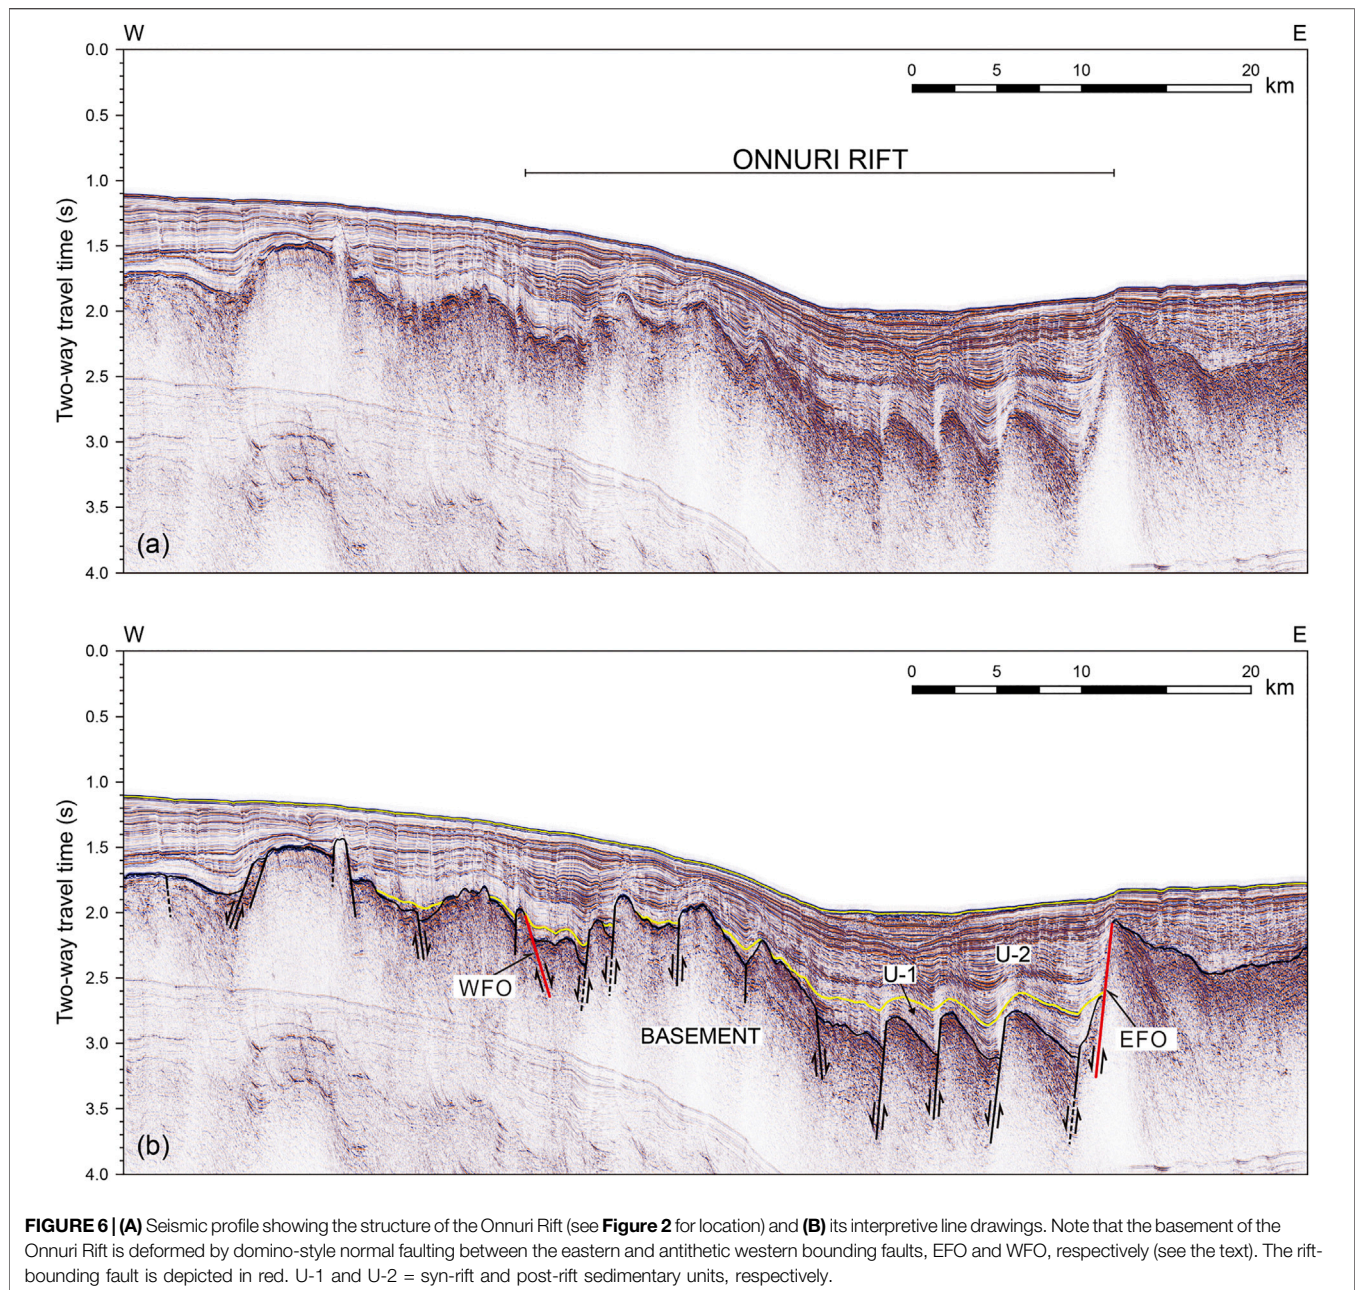 W
E
0 5 10 20 km
ONNURI RIFT
Two-way travel time (s)
0.0
0.5
1.0
1.5
2.0
2.5
3.0
3.5
4.0
(a)
W
E
0 5 10 20 km
Two-way travel time (s)
0.0
0.5
1.0
1.5
2.0
2.5
3.0
3.5
4.0
U-2
U-1
WFO
BASEMENT
EFO
(b)
FIGURE 6 | (A) Seismic profile showing the structure of the Onnuri Rift (see Figure 2 for location) and (B) its interpretive line drawings. Note that the basement of the
Onnuri Rift is deformed by domino-style normal faulting between the eastern and antithetic western bounding faults, EFO and WFO, respectively (see the text). The rift-
bounding fault is depicted in red. U-1 and U-2 = syn-rift and post-rift sedimentary units, respectively.